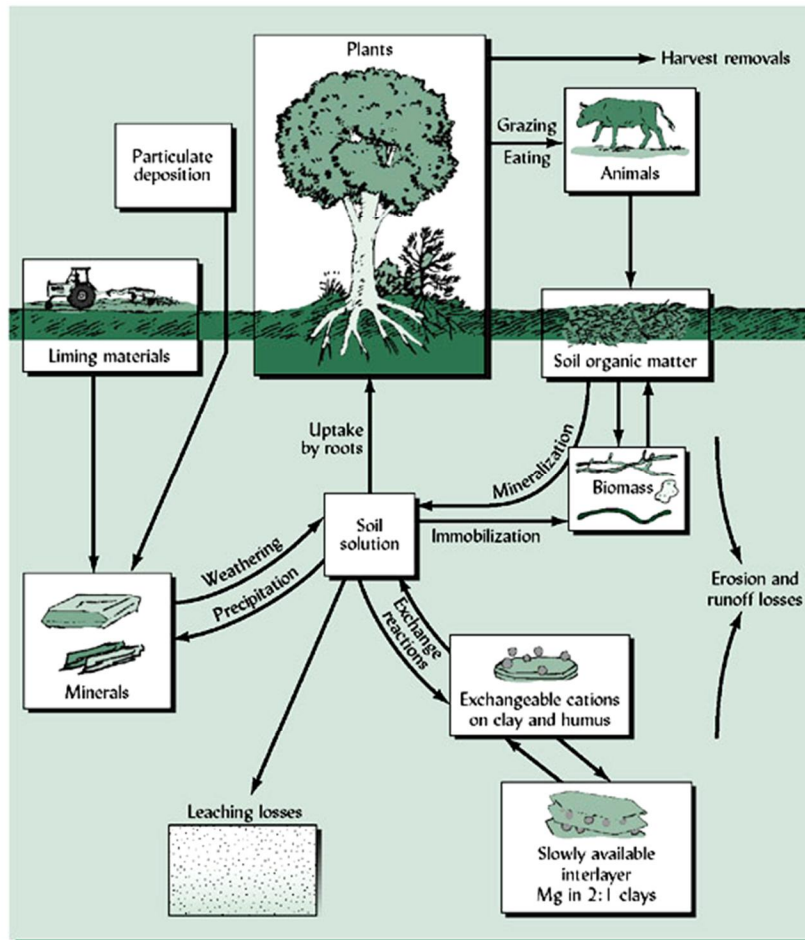 Plants
Harvest removals
Grazing
Eating
Animals
Particulate
deposition
Liming materials
Soil organic matter
Uptake
by roots
Mineralization
Biomass
Soil
solution
Immobilization
Weathering
Precipitation
Erosion and
runoff losses
Exchange
reactions
Minerals
Exchangeable cations
on clay and humus
Leaching losses
Slowly available
interlayer
Mg in 2:1 clays